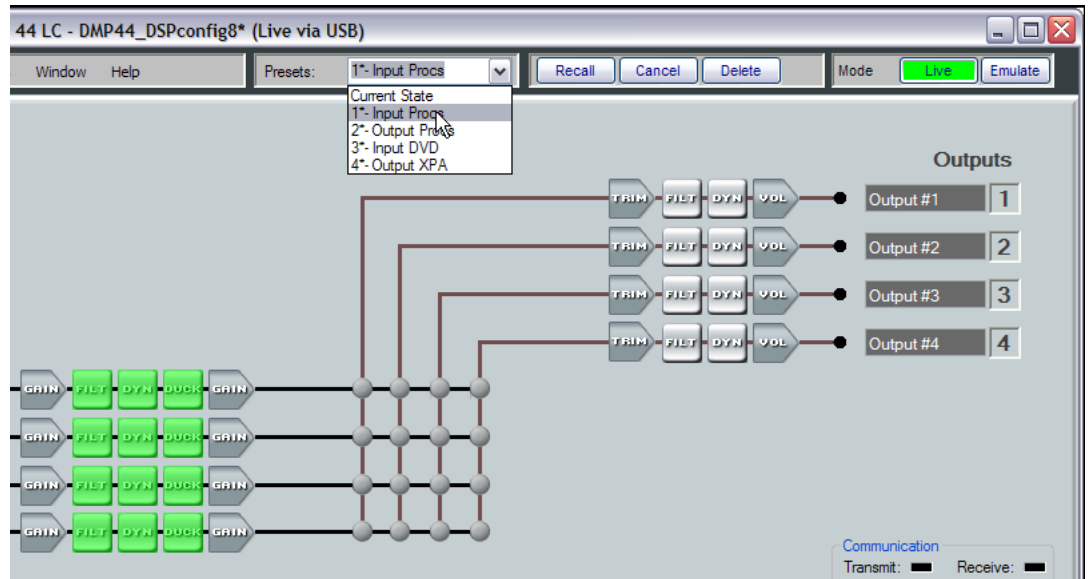 44 LC - DMP44_DSPconfig8* (Live via USB)
Window Help Presets: 1*- Input Procs Recall Cancel Delete Mode Live Emulate
Current State
1*- Input Procs
2*- Output Procs
3*- Input DVD
4*- Output XPA
Outputs
TRIM FILT DYN VOL Output #1 1
TRIM FILT DYN VOL Output #2 2
TRIM FILT DYN VOL Output #3 3
TRIM FILT DYN VOL Output #4 4
GAIN FILT DYN DUCK GAIN
GAIN FILT DYN DUCK GAIN
GAIN FILT DYN DUCK GAIN
GAIN FILT DYN DUCK GAIN
Communication
Transmit: Receive: